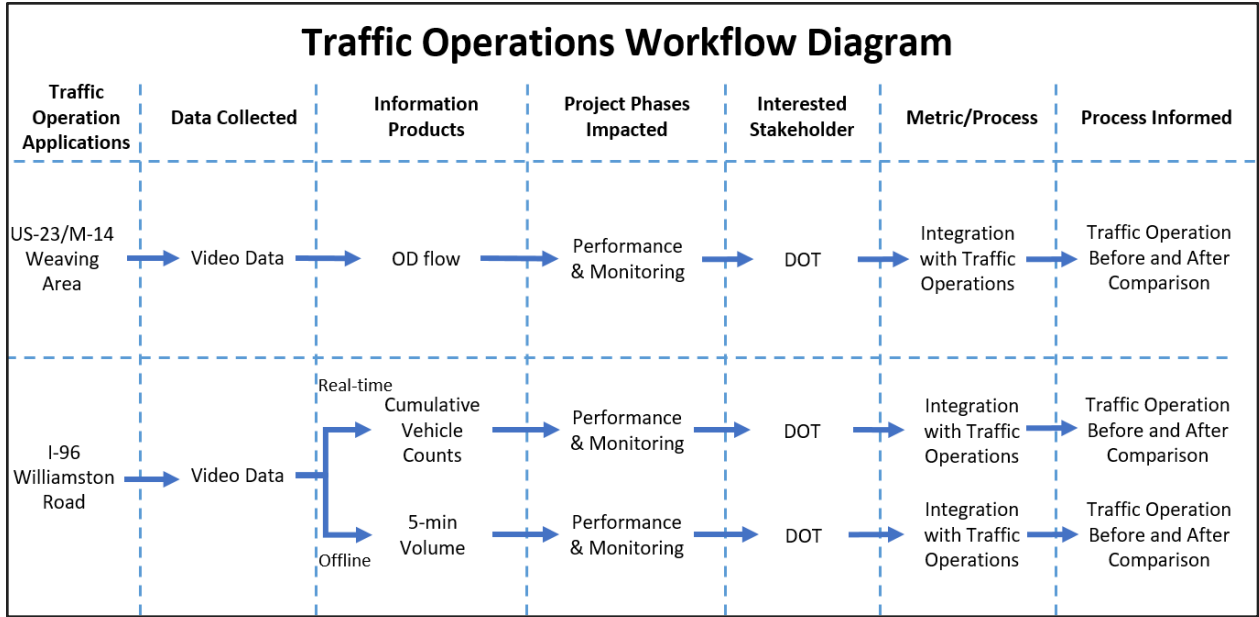 Traffic Operations Workflow Diagram
Traffic
Operation
Applications
Data Collected
Information
Products
Project Phases
Impacted
Interested
Stakeholder
Metric/Process
Process Informed
US-23/M-14
Weaving
Area
Video Data
OD flow
Performance
& Monitoring
DOT
Integration
with Traffic
Operations
Traffic Operation
Before and After
Comparison
I-96
Williamston
Road
Video Data
Real-time
Cumulative
Vehicle
Counts
Performance
& Monitoring
DOT
Integration
with Traffic
Operations
Traffic Operation
Before and After
Comparison
Offline
5-min
Volume
Performance
& Monitoring
DOT
Integration
with Traffic
Operations
Traffic Operation
Before and After
Comparison